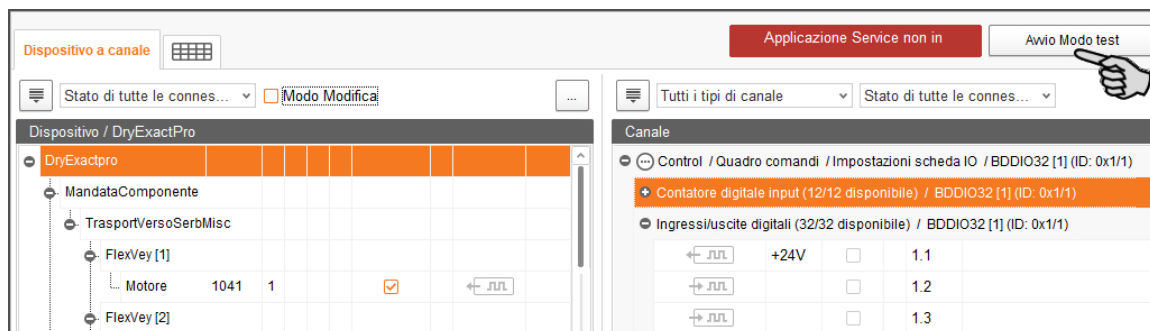 Dispositivo a canale
Applicazione Service non in
Avvio Modo test
Stato di tutte le connes...
Modo Modifica
...
Tutti i tipi di canale
Stato di tutte le connes...
Dispositivo / DryExactPro
Canale
DryExactpro
Control / Quadro comandi / Impostazioni scheda IO / BDDIO32 [1] (ID: 0x1/1)
MandataComponente
Contatore digitale input (12/12 disponibile) / BDDIO32 [1] (ID: 0x1/1)
TrasportVersoSerbMisc
Ingressi/uscite digitali (32/32 disponibile) / BDDIO32 [1] (ID: 0x1/1)
FlexVey [1]
+24V 1.1
Motore 1041 1
1.2
FlexVey [2]
1.3